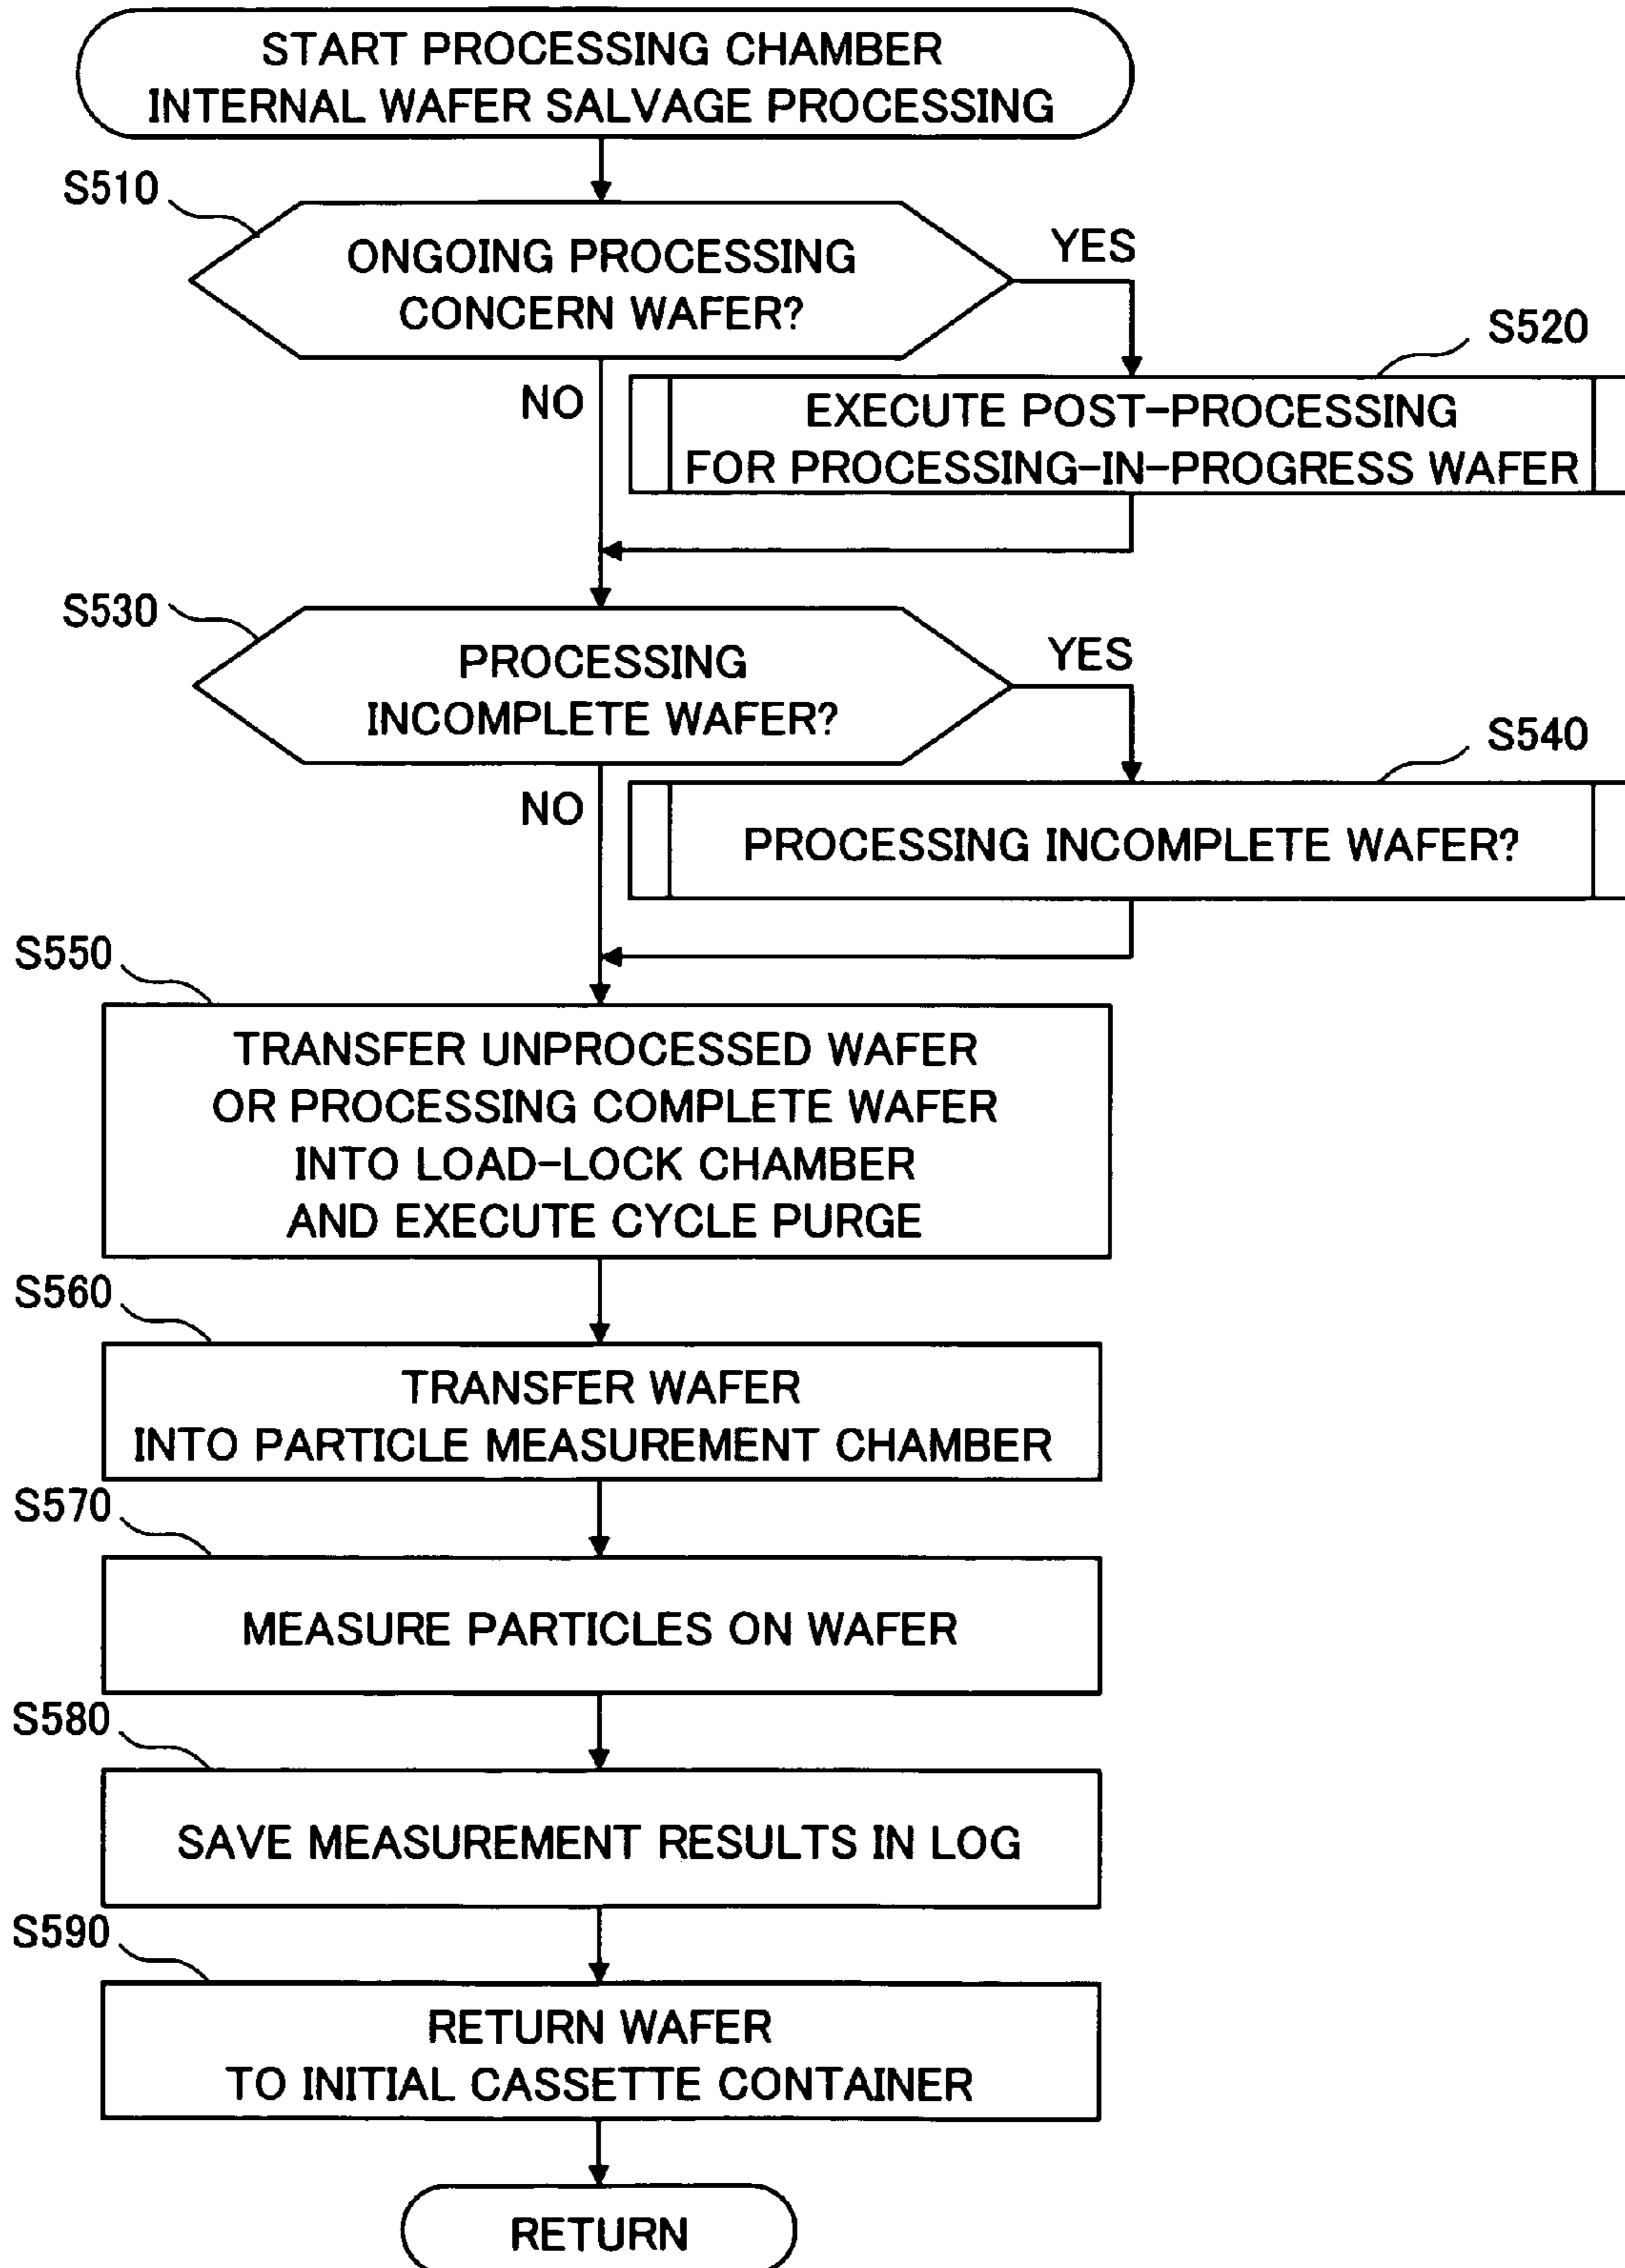 START PROCESSING CHAMBER
INTERNAL WAFER SALVAGE PROCESSING
S510
ONGOING PROCESSING
CONCERN WAFER?
YES
NO
S520
EXECUTE POST-PROCESSING
FOR PROCESSING-IN-PROGRESS WAFER
S530
PROCESSING
INCOMPLETE WAFER?
YES
NO
S540
PROCESSING INCOMPLETE WAFER?
S550
TRANSFER UNPROCESSED WAFER
OR PROCESSING COMPLETE WAFER
INTO LOAD-LOCK CHAMBER
AND EXECUTE CYCLE PURGE
S560
TRANSFER WAFER
INTO PARTICLE MEASUREMENT CHAMBER
S570
MEASURE PARTICLES ON WAFER
S580
SAVE MEASUREMENT RESULTS IN LOG
S590
RETURN WAFER
TO INITIAL CASSETTE CONTAINER
RETURN